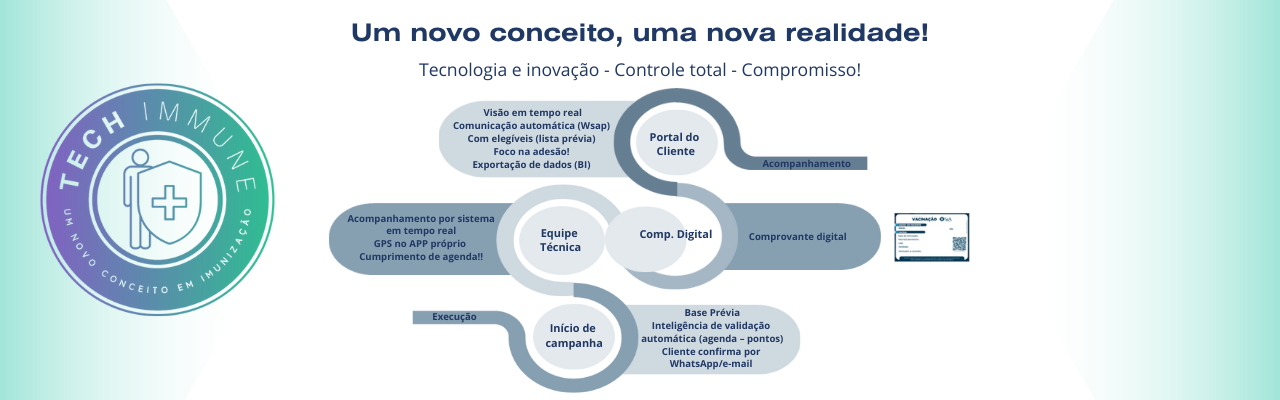 Um novo conceito, uma nova realidade!
Tecnologia e inovação - Controle total - Compromisso!
TECH IMMUNE
UM NOVO CONCEITO EM IMUNIZAÇÃO
Visão em tempo real
Comunicação automática (Wsap)
Com elegíveis (lista prévia)
Foco na adesão!
Exportação de dados (BI)
Portal do
Cliente
Acompanhamento
Acompanhamento por sistema
em tempo real
GPS no APP próprio
Cumprimento de agenda!!
Equipe
Técnica
Comp. Digital
Comprovante digital
VACINAÇÃO
Execução
Início de
campanha
Base Prévia
Inteligência de validação
automática (agenda – pontos)
Cliente confirma por
WhatsApp/e-mail